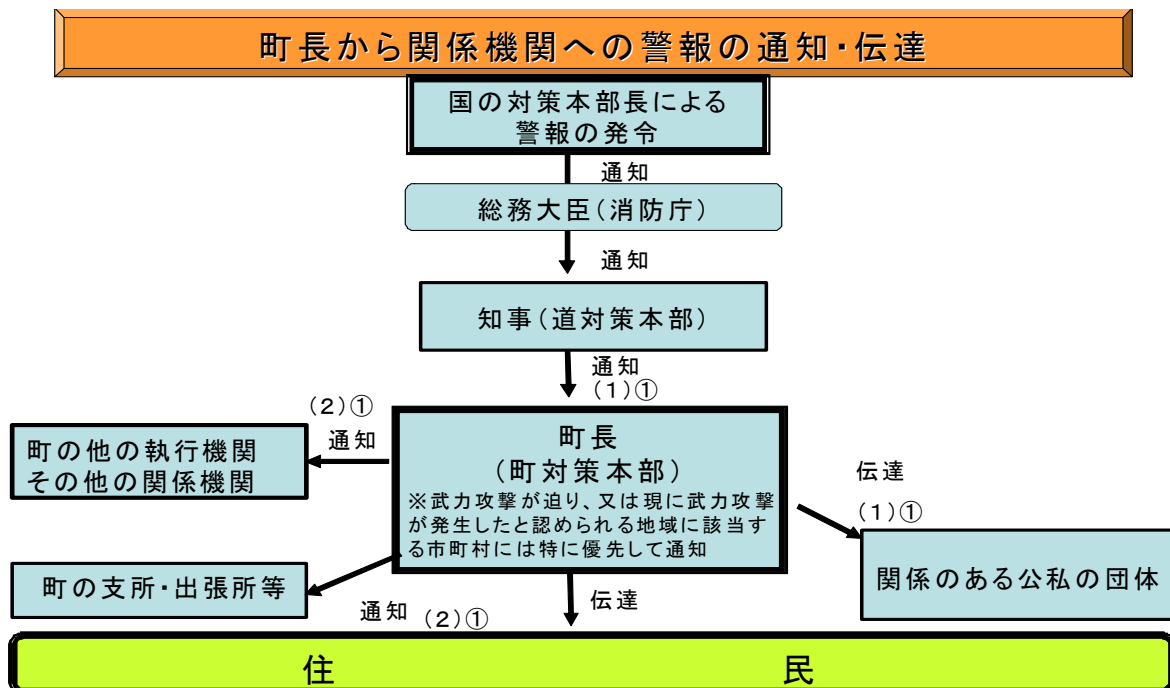 町長から関係機関への警報の通知・伝達
国の対策本部長による
警報の発令
通知
総務大臣(消防庁)
通知
知事(道対策本部)
通知
(1)①
(2)①
通知
町の他の執行機関
その他の関係機関
町長
(町対策本部)
※武力攻撃が迫り、又は現に武力攻撃
が発生したと認められる地域に該当す
る市町村には特に優先して通知
伝達
(1)①
関係のある公私の団体
町の支所・出張所等
通知 (2)①
伝達
住 民